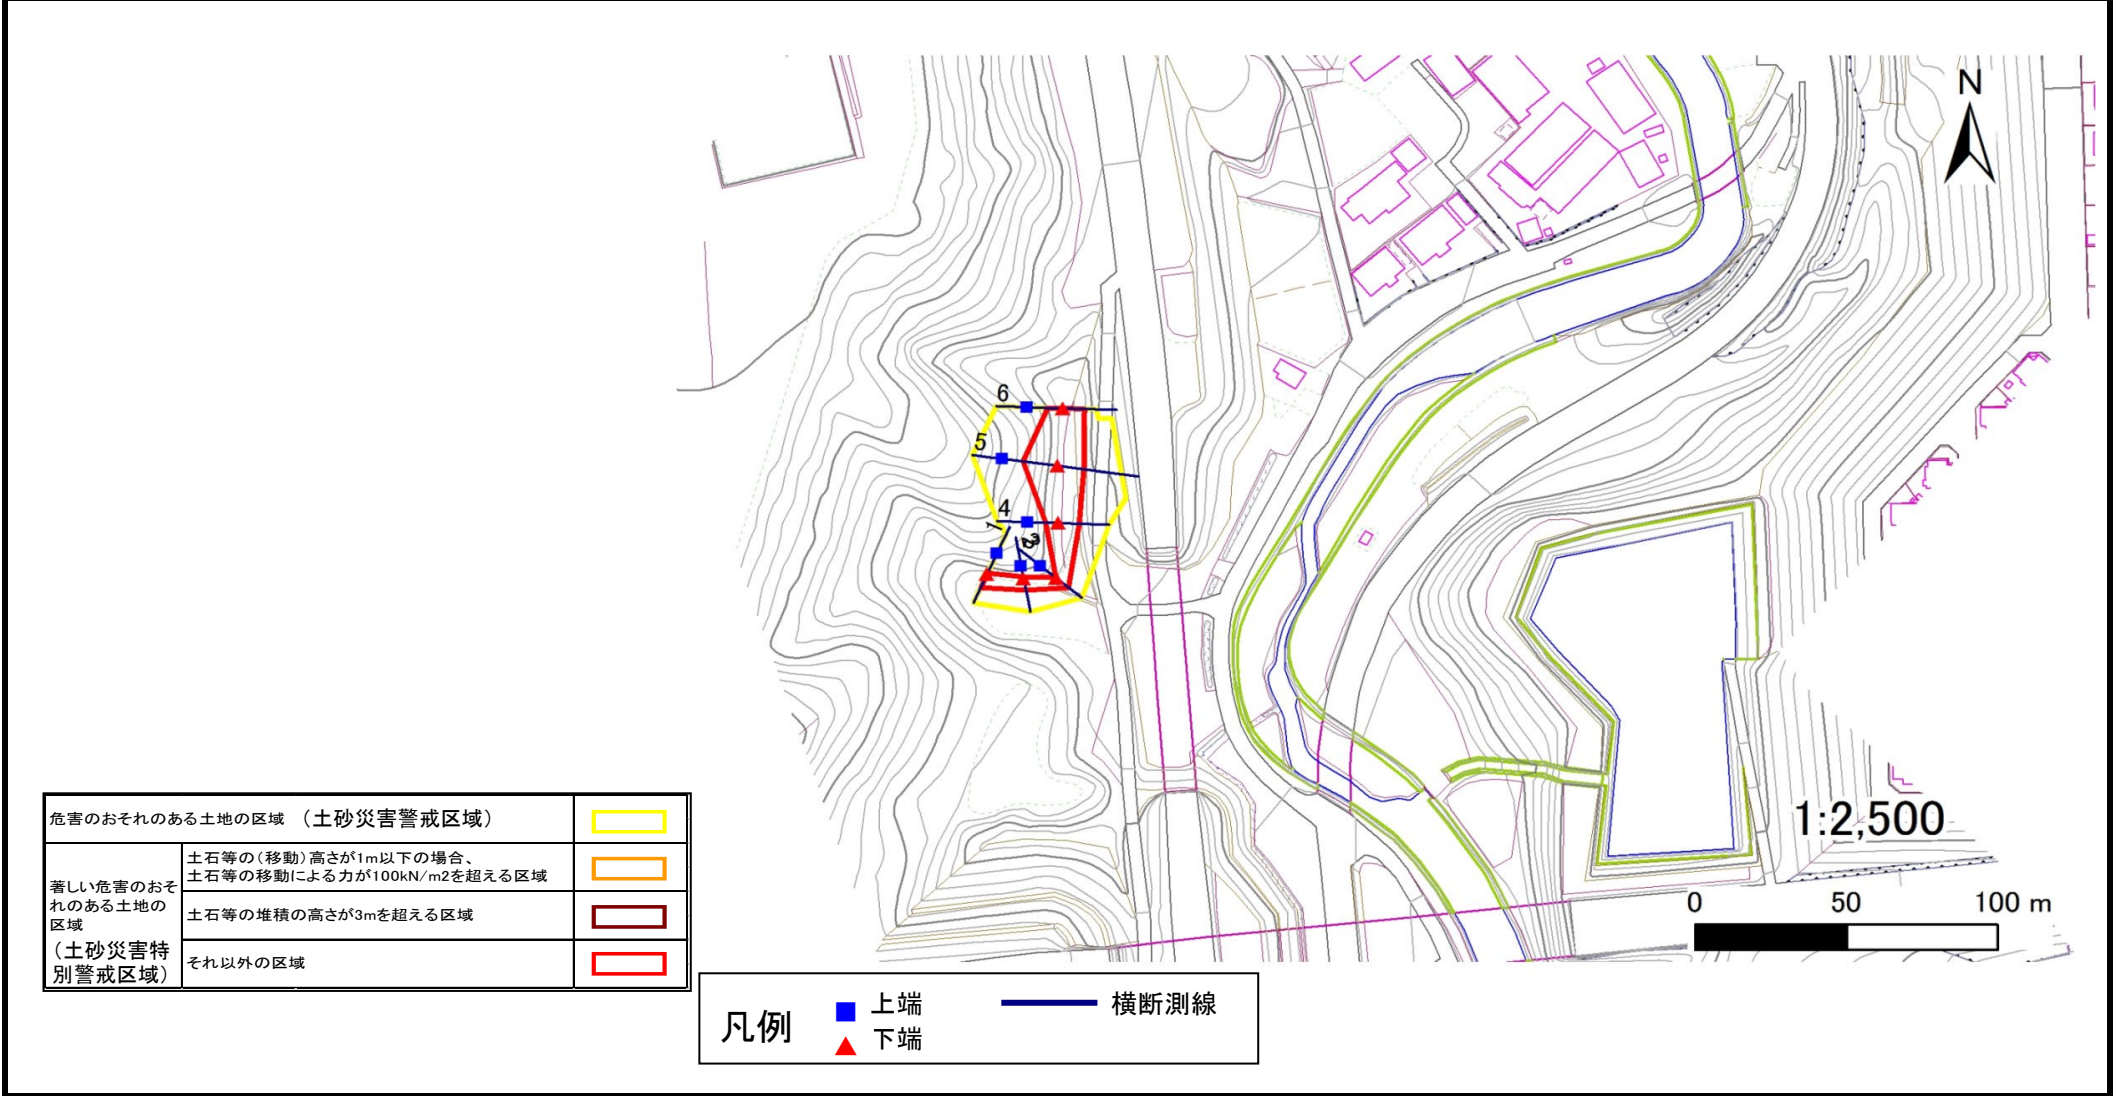 N
6
5
4
1
2
3
1:2,500
0 50 100 m
危害のおそれのある土地の区域 （土砂災害警戒区域）
著しい危害のおそ
れのある土地の
区域
（土砂災害特
別警戒区域）
土石等の（移動）高さが1m以下の場合、
土石等の移動による力が100kN/m2を超える区域
土石等の堆積の高さが3mを超える区域
それ以外の区域
凡例
上端
下端
横断測線